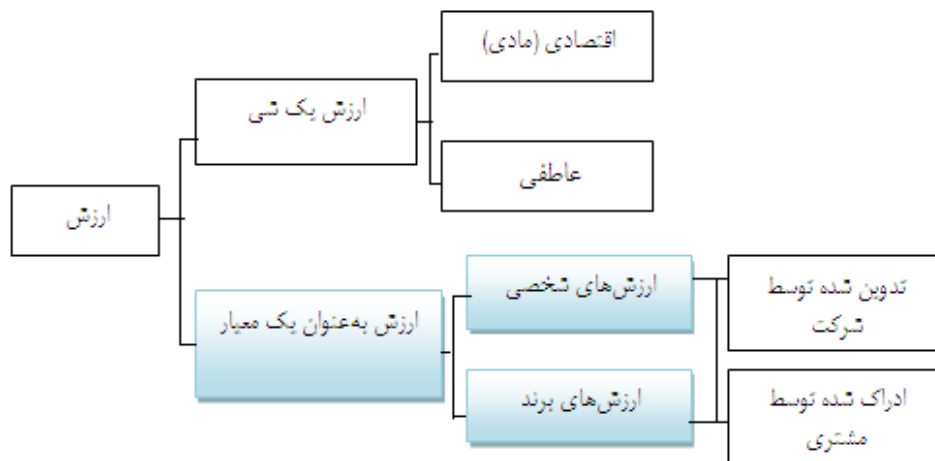 اقتصادی (مادی)
ارزش یک شی
عاطفی
ارزش
ارزش‌های شخصی
تدوین شده توسط
شرکت
ارزش به‌عنوان یک معیار
ارزش‌های برند
ادراک شده توسط
مشتری